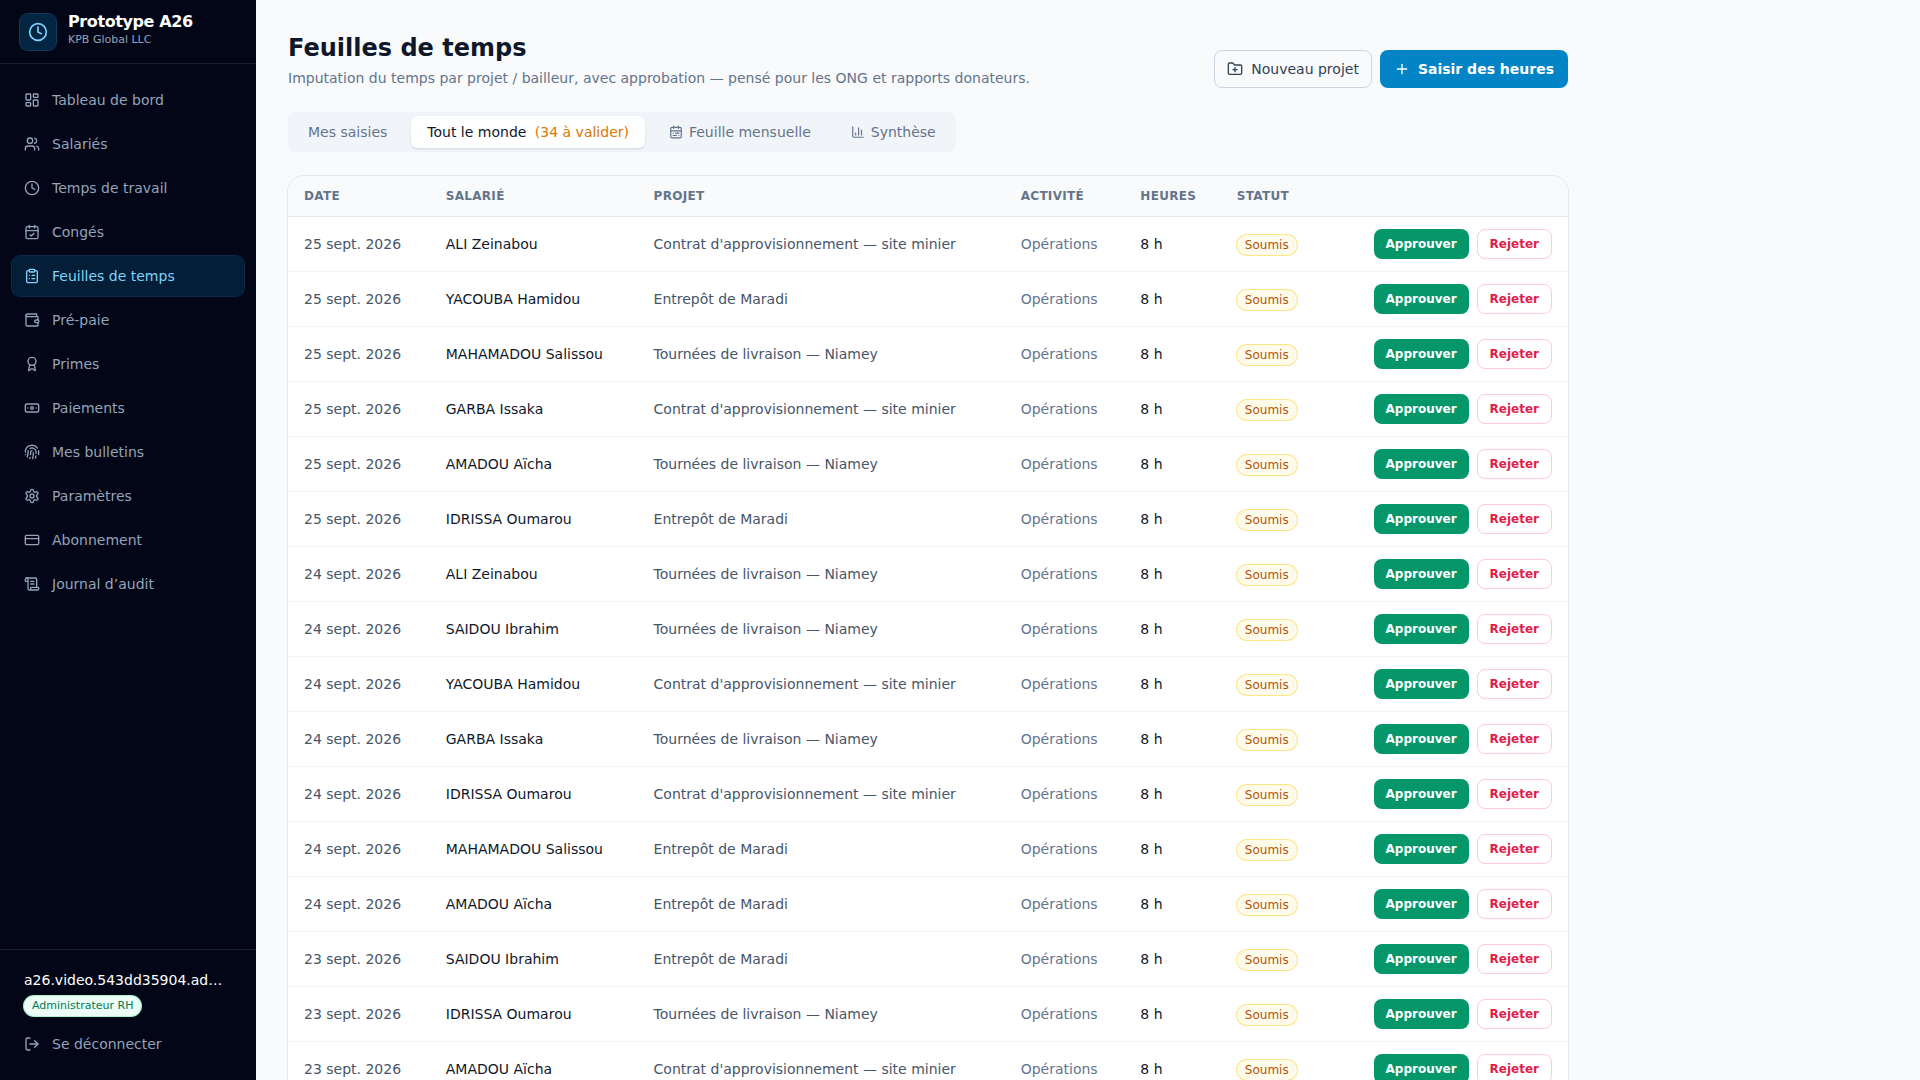 Prototype A26
KPB Global LLC
Tableau de bord
Salariés
Temps de travail
Congés
Feuilles de temps
Pré-paie
Primes
Paiements
Mes bulletins
Paramètres
Abonnement
Journal d’audit
a26.video.543dd35904.ad…
Administrateur RH
Se déconnecter
Feuilles de temps
Imputation du temps par projet / bailleur, avec approbation — pensé pour les ONG et rapports donateurs.
Nouveau projet
Saisir des heures
Mes saisies Tout le monde (34 à valider) Feuille mensuelle Synthèse
DATE SALARIÉ PROJET ACTIVITÉ HEURES STATUT
25 sept. 2026 ALI Zeinabou Contrat d'approvisionnement — site minier Opérations 8 h Soumis Approuver Rejeter
25 sept. 2026 YACOUBA Hamidou Entrepôt de Maradi Opérations 8 h Soumis Approuver Rejeter
25 sept. 2026 MAHAMADOU Salissou Tournées de livraison — Niamey Opérations 8 h Soumis Approuver Rejeter
25 sept. 2026 GARBA Issaka Contrat d'approvisionnement — site minier Opérations 8 h Soumis Approuver Rejeter
25 sept. 2026 AMADOU Aïcha Tournées de livraison — Niamey Opérations 8 h Soumis Approuver Rejeter
25 sept. 2026 IDRISSA Oumarou Entrepôt de Maradi Opérations 8 h Soumis Approuver Rejeter
24 sept. 2026 ALI Zeinabou Tournées de livraison — Niamey Opérations 8 h Soumis Approuver Rejeter
24 sept. 2026 SAIDOU Ibrahim Tournées de livraison — Niamey Opérations 8 h Soumis Approuver Rejeter
24 sept. 2026 YACOUBA Hamidou Contrat d'approvisionnement — site minier Opérations 8 h Soumis Approuver Rejeter
24 sept. 2026 GARBA Issaka Tournées de livraison — Niamey Opérations 8 h Soumis Approuver Rejeter
24 sept. 2026 IDRISSA Oumarou Contrat d'approvisionnement — site minier Opérations 8 h Soumis Approuver Rejeter
24 sept. 2026 MAHAMADOU Salissou Entrepôt de Maradi Opérations 8 h Soumis Approuver Rejeter
24 sept. 2026 AMADOU Aïcha Entrepôt de Maradi Opérations 8 h Soumis Approuver Rejeter
23 sept. 2026 SAIDOU Ibrahim Entrepôt de Maradi Opérations 8 h Soumis Approuver Rejeter
23 sept. 2026 IDRISSA Oumarou Tournées de livraison — Niamey Opérations 8 h Soumis Approuver Rejeter
23 sept. 2026 AMADOU Aïcha Contrat d'approvisionnement — site minier Opérations 8 h Soumis Approuver Rejeter